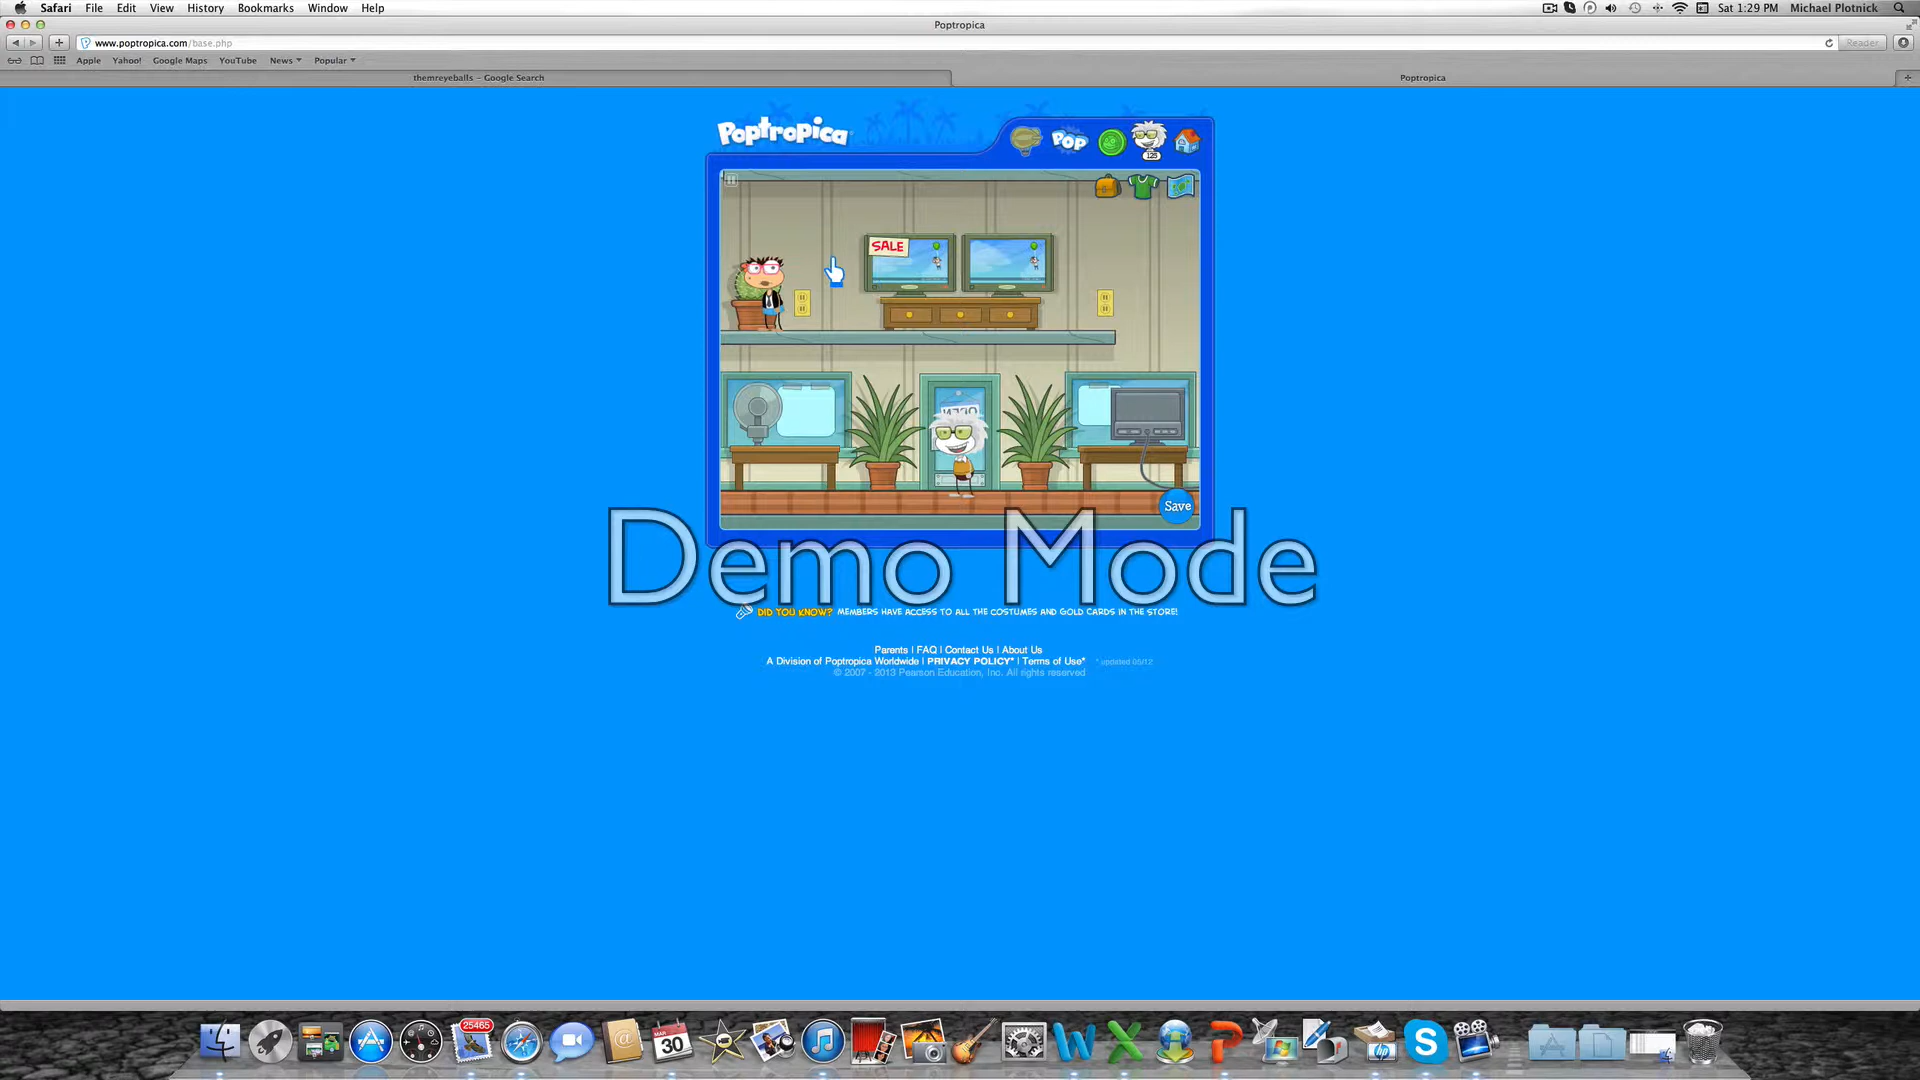 Safari File Edit View History Bookmarks Window Help Sat 1:29 PM Michael Plotnick
Poptropica
www.poptropica.com/base.php Reader
Apple Yahoo! Google Maps YouTube News Popular
themreyeballs – Google Search Poptropica
Poptropica POP 125
SALE
OPEN
Save
Demo Mode
DID YOU KNOW? MEMBERS HAVE ACCESS TO ALL THE COSTUMES AND GOLD CARDS IN THE STORE!
Parents | FAQ | Contact Us | About Us
A Division of Poptropica Worldwide | PRIVACY POLICY* | Terms of Use* * updated 05/12
© 2007 - 2013 Pearson Education, Inc. All rights reserved
25465
MAR
30